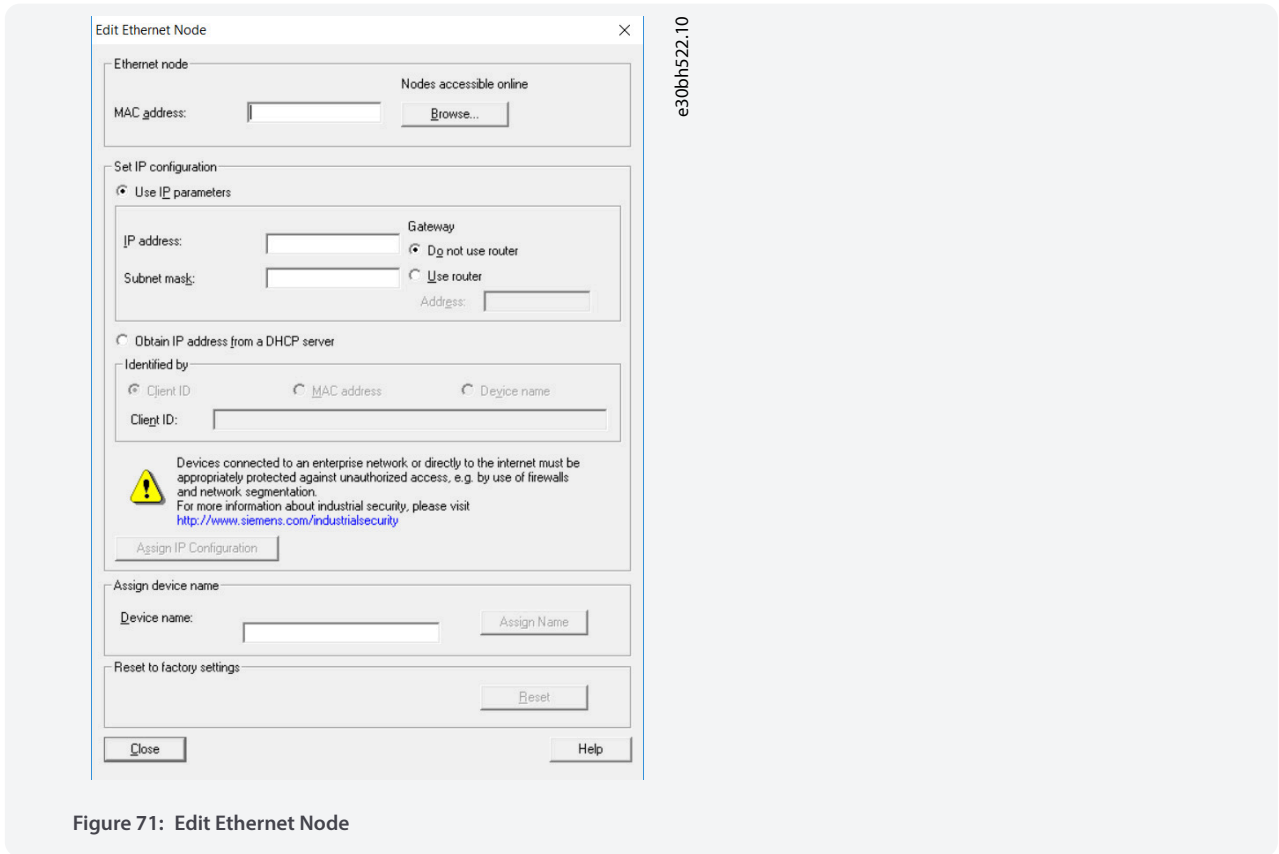 Edit Ethernet Node
e30bh522.10
Ethernet node
Nodes accessible online
MAC address:
Browse...
Set IP configuration
Use IP parameters
Gateway
IP address:
Do not use router
Subnet mask:
Use router
Address:
Obtain IP address from a DHCP server
Identified by
Client ID
MAC address
Device name
Client ID:
Devices connected to an enterprise network or directly to the internet must be
appropriately protected against unauthorized access, e.g. by use of firewalls
and network segmentation.
For more information about industrial security, please visit
http://www.siemens.com/industrialsecurity
Assign IP Configuration
Assign device name
Device name:
Assign Name
Reset to factory settings
Reset
Close
Help
Figure 71: Edit Ethernet Node